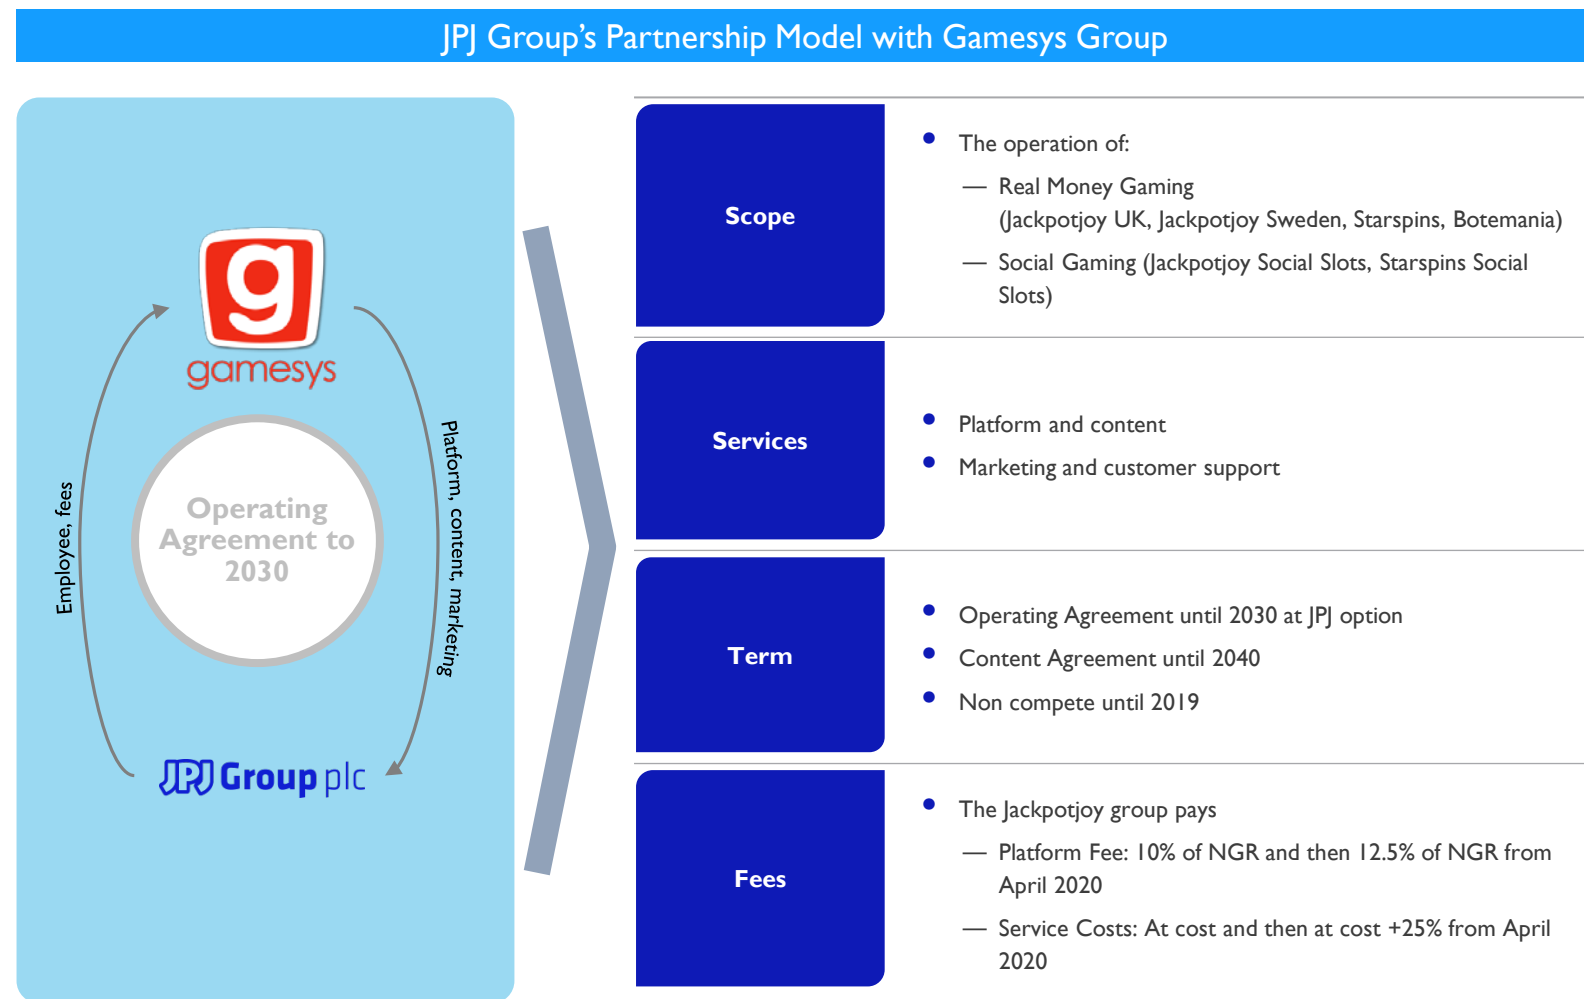 JPJ Group’s Partnership Model with Gamesys Group
g
gamesys
Operating
Agreement to
2030
Employee, fees
Platform, content, marketing
JPJ Group plc
Scope
• The operation of:
— Real Money Gaming
(Jackpotjoy UK, Jackpotjoy Sweden, Starspins, Botemania)
— Social Gaming (Jackpotjoy Social Slots, Starspins Social
Slots)
Services
• Platform and content
• Marketing and customer support
Term
• Operating Agreement until 2030 at JPJ option
• Content Agreement until 2040
• Non compete until 2019
Fees
• The Jackpotjoy group pays
— Platform Fee: 10% of NGR and then 12.5% of NGR from
April 2020
— Service Costs: At cost and then at cost +25% from April
2020